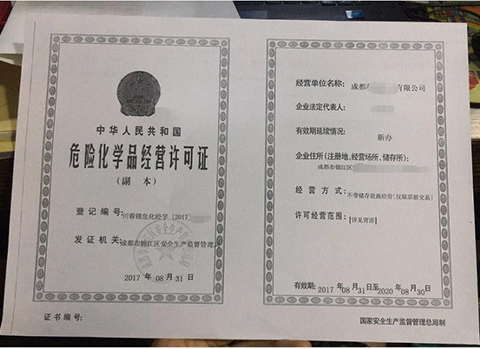 中华人民共和国
危险化学品经营许可证
(副 本)
登记编号: 川蓉锦危化经字 [2017]
发证机关: 成都市锦江区安全生产监督管理
2017 年 08 月 31 日
证书编号:
经营单位名称: 成都 有限公司
企业法定代表人:
有效期延续情况: 新办
企业住所(注册地、经营场所、储存所):
成都市锦江区
经 营 方 式: 不带储存设施经营(仅限票据交易)
许可经营范围: [详见背面]
有效期: 2017 年 08 月 31 日至 2020 年 08 月 30 日
国家安全生产监督管理总局制